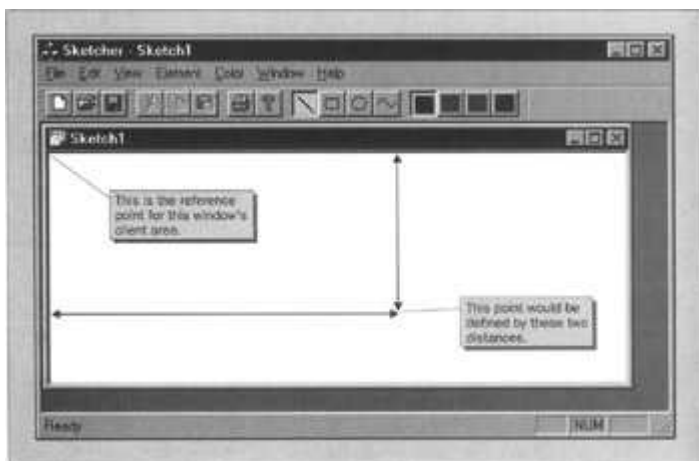 Sketcher - Sketch1
File Edit View Element Color Window Help
Sketch1
This is the reference
point for this window's
client area.
This point would be
defined by these two
distances.
Ready
NUM